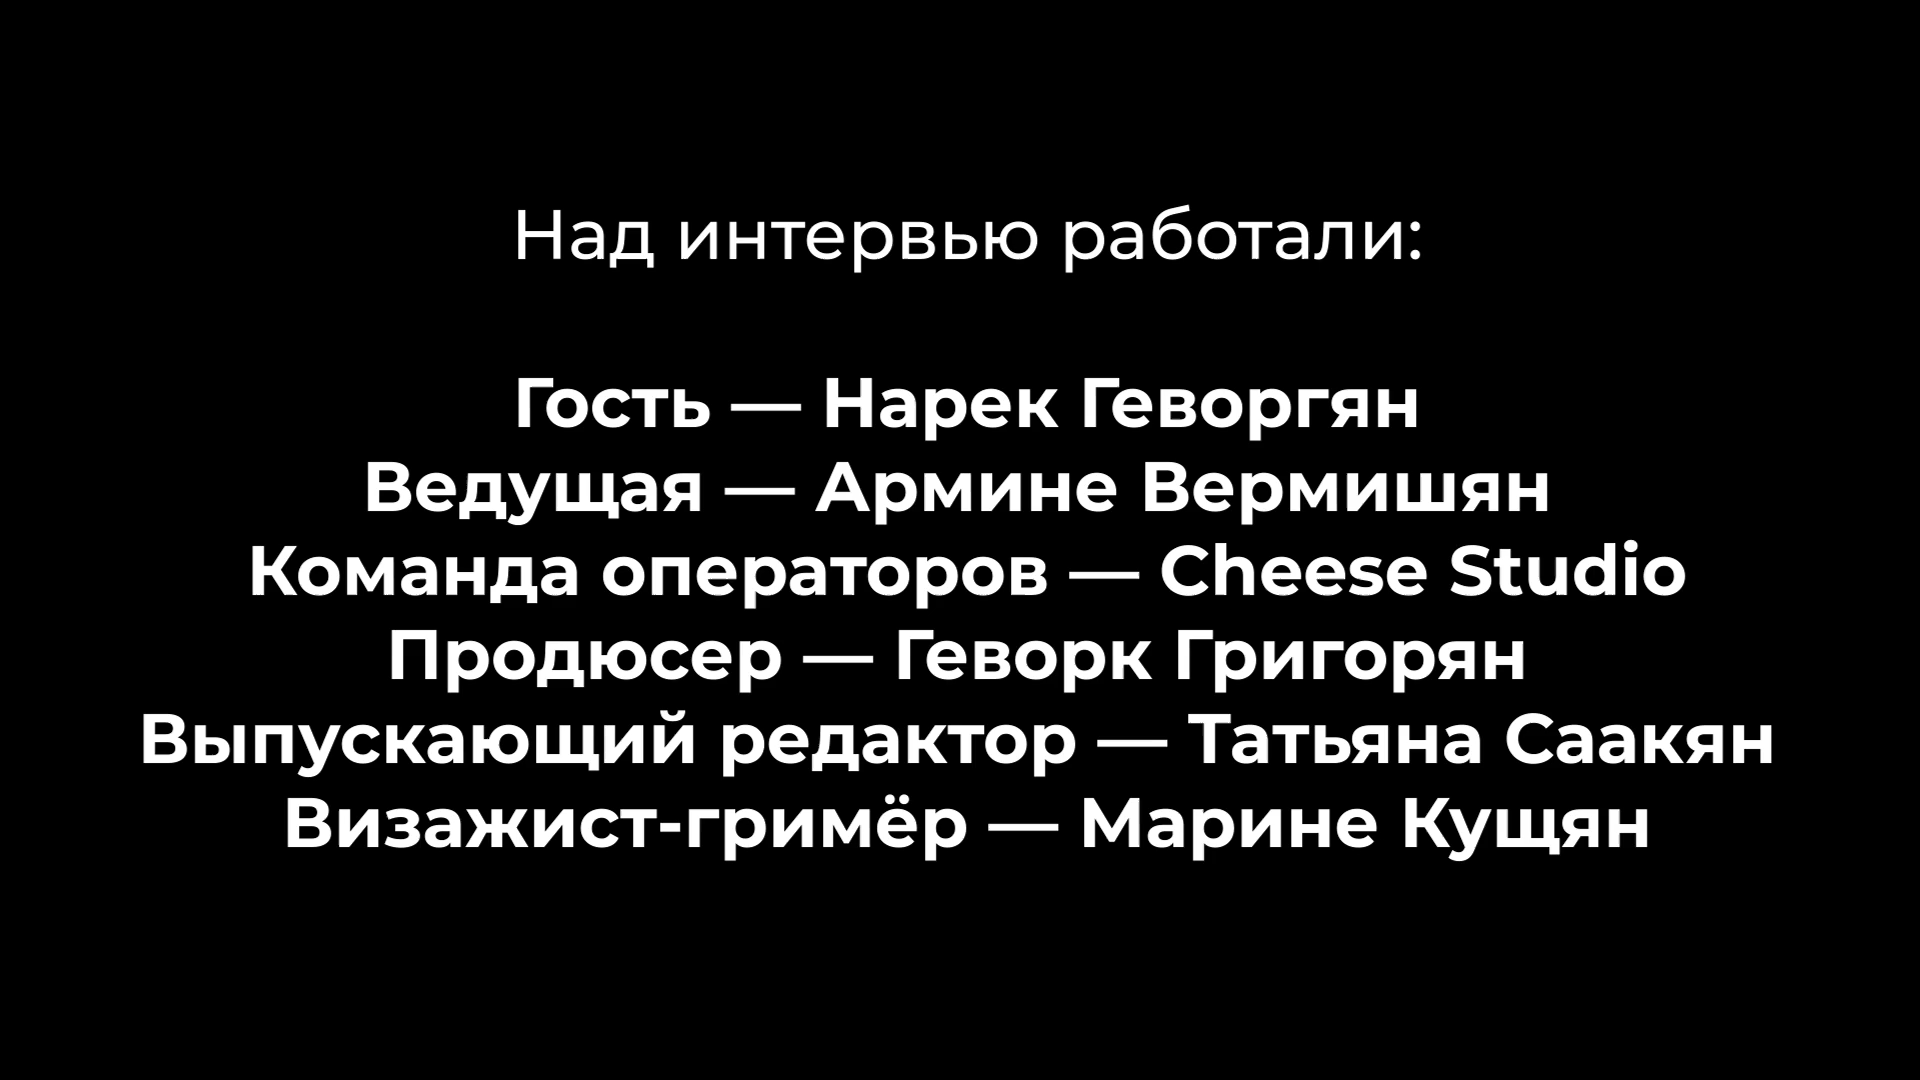 Над интервью работали:
Гость — Нарек Геворгян
Ведущая — Армине Вермишян
Команда операторов — Cheese Studio
Продюсер — Геворк Григорян
Выпускающий редактор — Татьяна Саакян
Визажист-гримёр — Марине Кущян